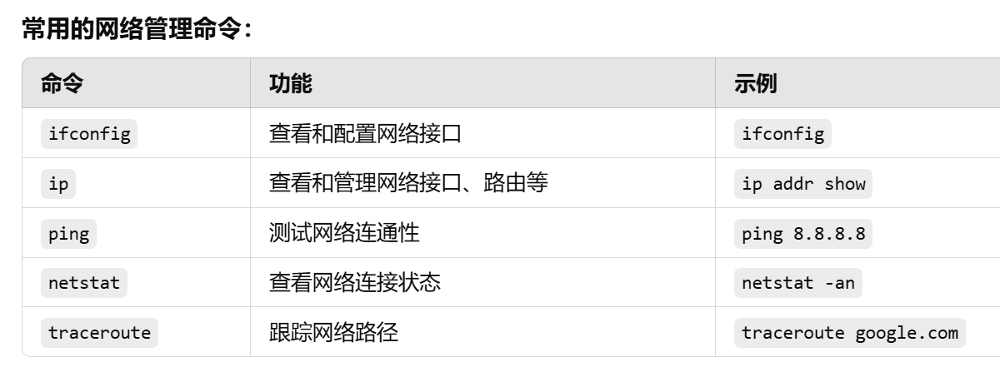 常用的网络管理命令：
命令 功能 示例
ifconfig 查看和配置网络接口 ifconfig
ip 查看和管理网络接口、路由等 ip addr show
ping 测试网络连通性 ping 8.8.8.8
netstat 查看网络连接状态 netstat -an
traceroute 跟踪网络路径 traceroute google.com